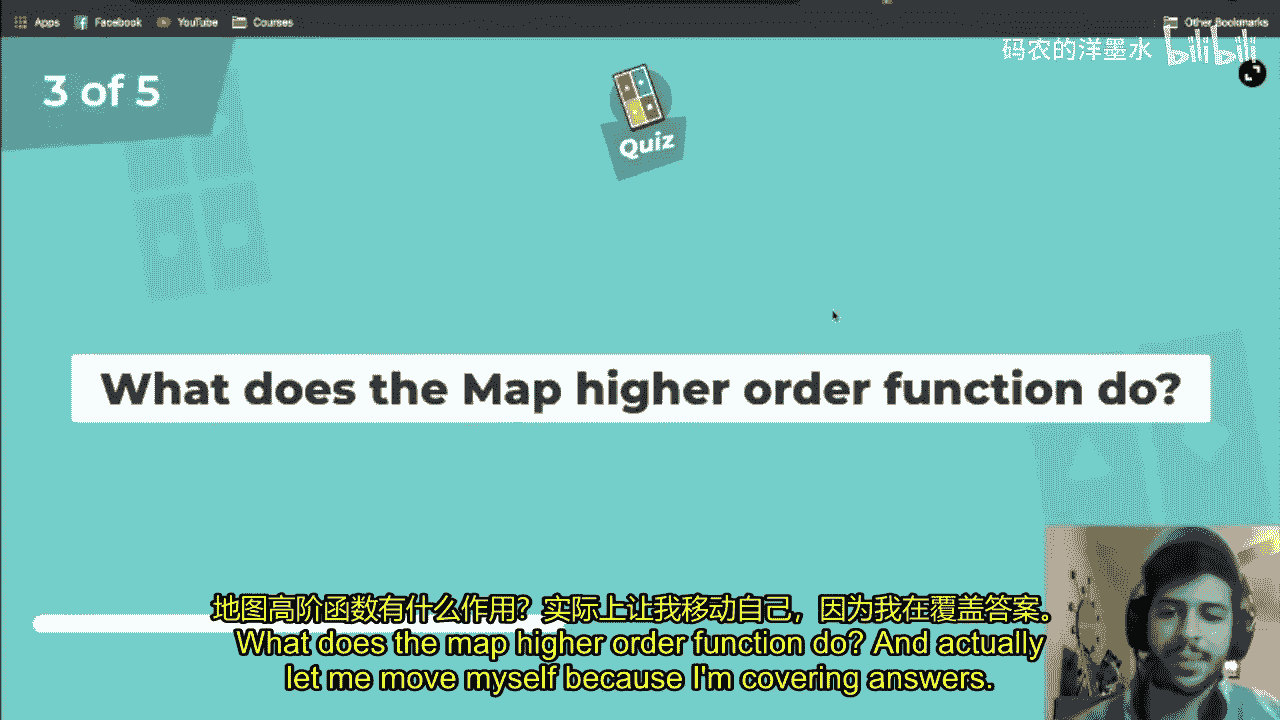 Apps Facebook YouTube Courses Other Bookmarks
码农的洋墨水 bilibili
3 of 5
Quiz
What does the Map higher order function do?
地图高阶函数有什么作用？实际上让我移动自己，因为我在覆盖答案。
What does the map higher order function do? And actually
let me move myself because I'm covering answers.